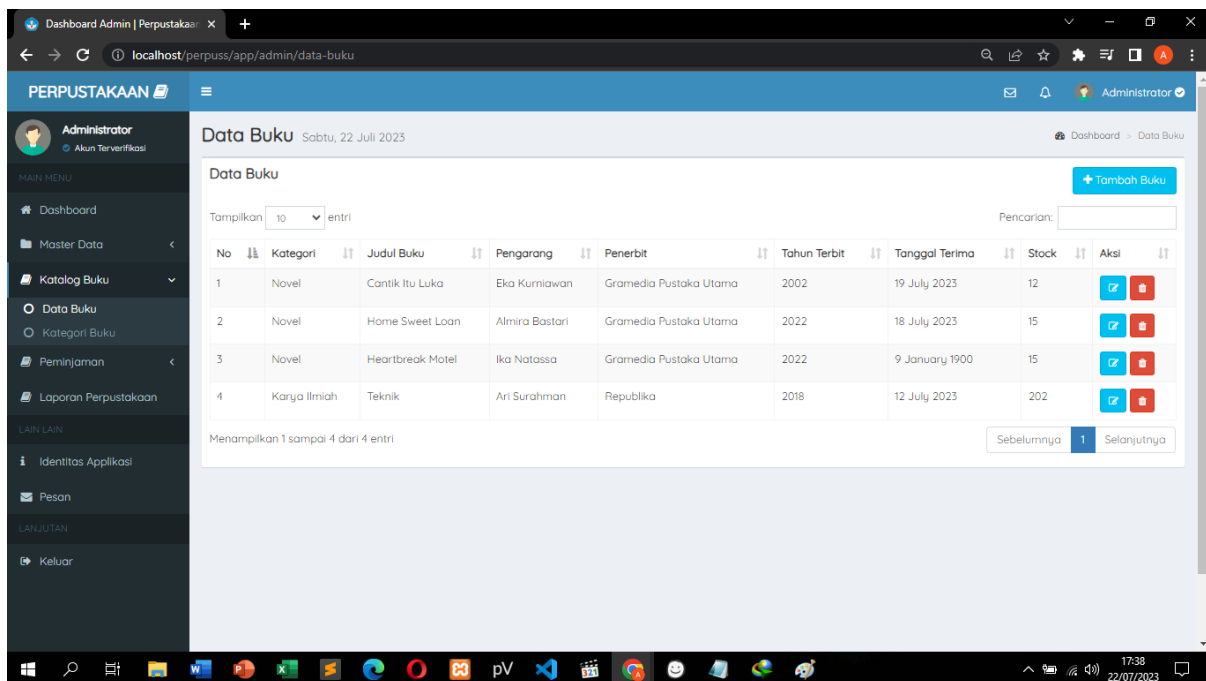 Dashboard Admin | Perpustakaan
localhost/perpuss/app/admin/data-buku
A
PERPUSTAKAAN
Administrator
Administrator
Akun Terverifikasi
Data Buku Sabtu, 22 Juli 2023
Dashboard > Data Buku
MAIN MENU
Dashboard
Master Data
Katalog Buku
Data Buku
Kategori Buku
Peminjaman
Laporan Perpustakaan
LAIN LAIN
Identitas Applikasi
Pesan
LANJUTAN
Keluar
Data Buku
Tambah Buku
Tampilkan 10 entri
Pencarian:
No Kategori Judul Buku Pengarang Penerbit Tahun Terbit Tanggal Terima Stock Aksi
1 Novel Cantik Itu Luka Eka Kurniawan Gramedia Pustaka Utama 2002 19 July 2023 12
2 Novel Home Sweet Loan Almira Bastari Gramedia Pustaka Utama 2022 18 July 2023 15
3 Novel Heartbreak Motel Ika Natassa Gramedia Pustaka Utama 2022 9 January 1900 15
4 Karya Ilmiah Teknik Ari Surahman Republika 2018 12 July 2023 202
Menampilkan 1 sampai 4 dari 4 entri
Sebelumnya 1 Selanjutnya
pV
321
17:38
22/07/2023